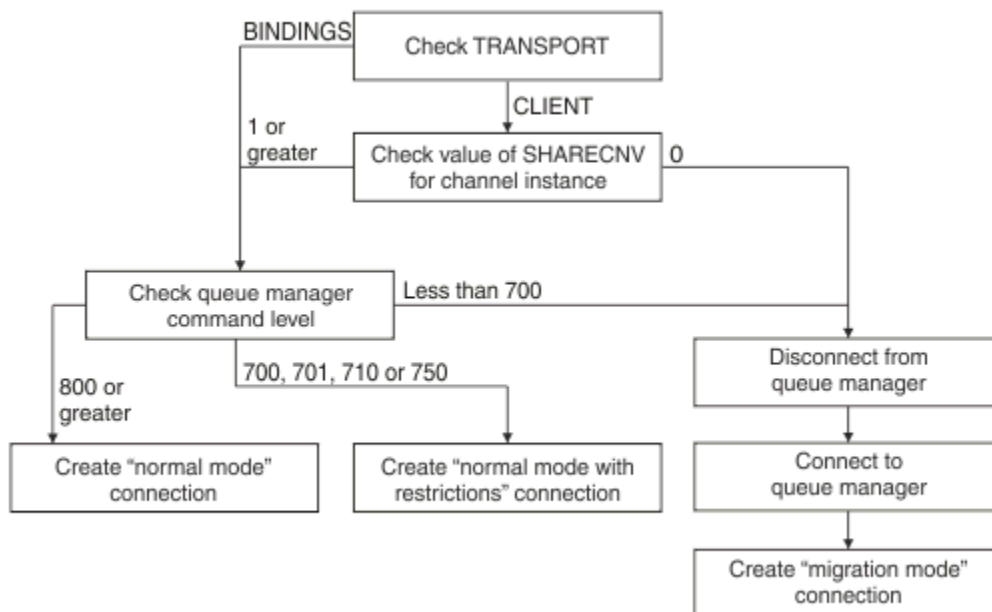 BINDINGS
Check TRANSPORT
CLIENT
1 or
greater
Check value of SHARECNV
for channel instance
0
Check queue manager
command level
Less than 700
800 or
greater
700, 701, 710 or 750
Disconnect from
queue manager
Create “normal mode”
connection
Create “normal mode with
restrictions” connection
Connect to
queue manager
Create “migration mode”
connection